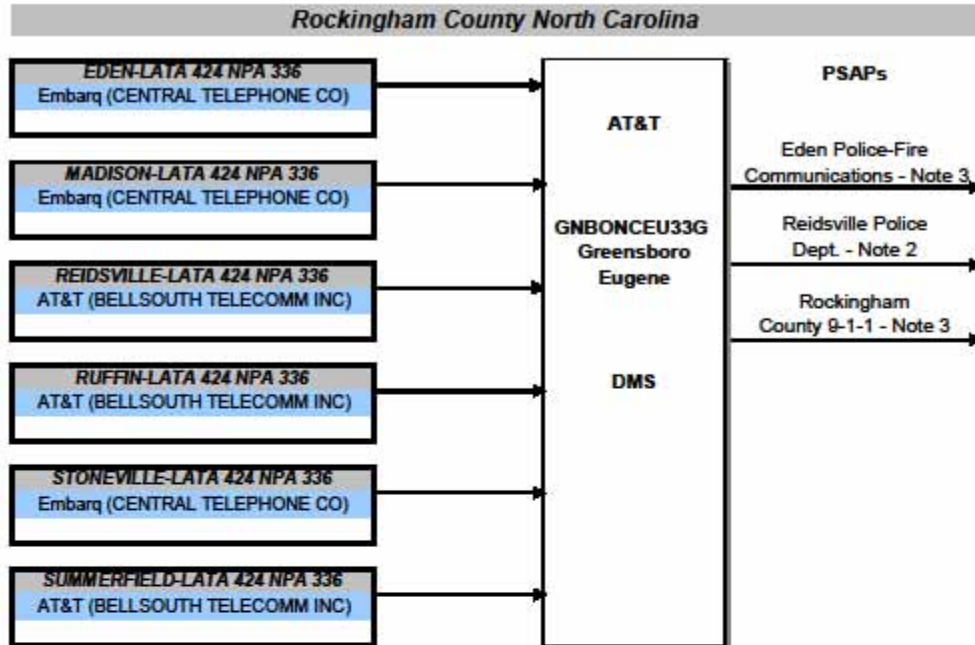 Rockingham County North Carolina
EDEN-LATA 424 NPA 336
Embarq (CENTRAL TELEPHONE CO)
MADISON-LATA 424 NPA 336
Embarq (CENTRAL TELEPHONE CO)
REIDSVILLE-LATA 424 NPA 336
AT&T (BELLSOUTH TELECOMM INC)
RUFFIN-LATA 424 NPA 336
AT&T (BELLSOUTH TELECOMM INC)
STONEVILLE-LATA 424 NPA 336
Embarq (CENTRAL TELEPHONE CO)
SUMMERFIELD-LATA 424 NPA 336
AT&T (BELLSOUTH TELECOMM INC)
AT&T
GNBONCEU33G
Greensboro
Eugene
DMS
PSAPs
Eden Police-Fire
Communications - Note 3
Reidsville Police
Dept. - Note 2
Rockingham
County 9-1-1 - Note 3